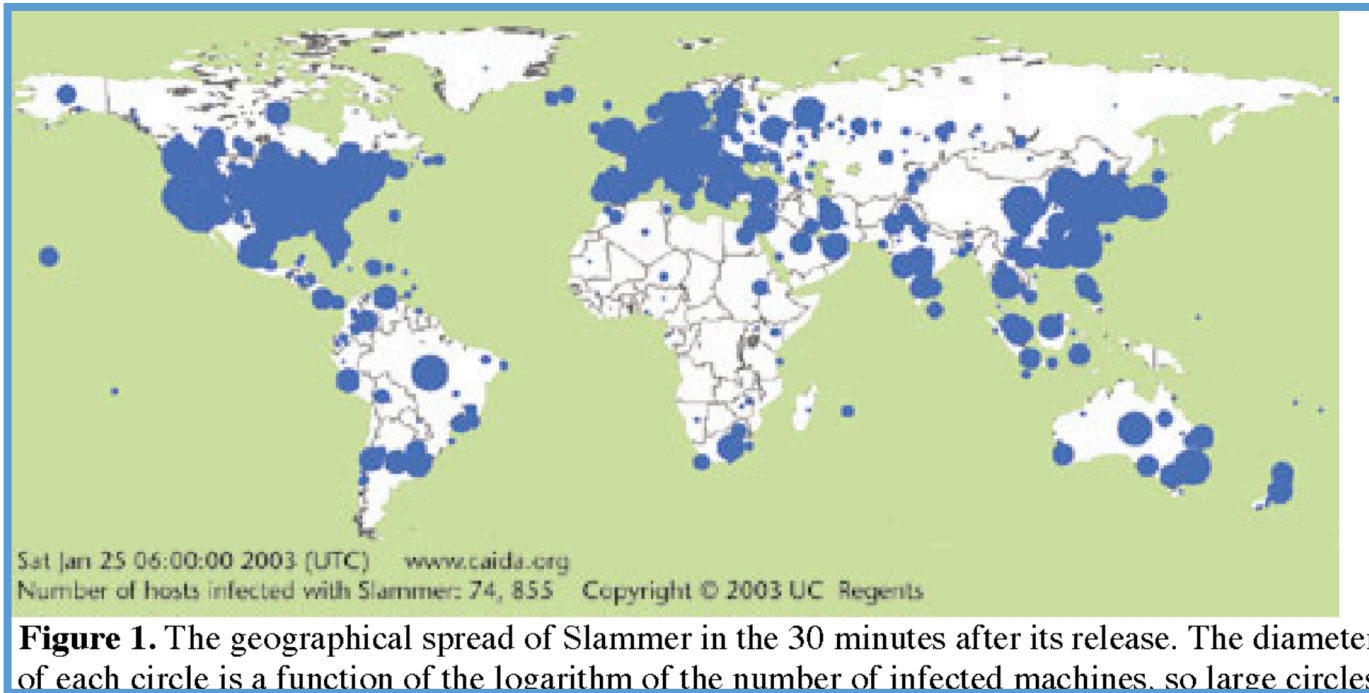 Sat Jan 25 06:00:00 2003 (UTC) www.caida.org
Number of hosts infected with Slammer: 74, 855 Copyright © 2003 UC Regents
Figure 1. The geographical spread of Slammer in the 30 minutes after its release. The diameter
of each circle is a function of the logarithm of the number of infected machines, so large circles